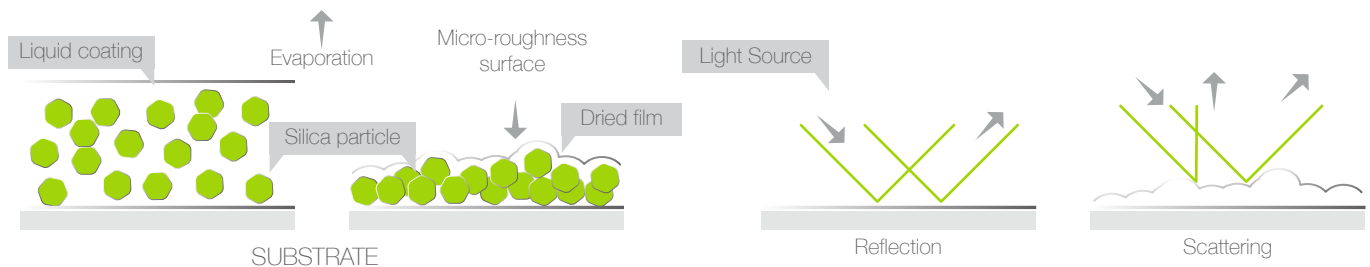 Liquid coating
Evaporation
Micro-roughness
surface
Silica particle
Dried film
SUBSTRATE
Light Source
Reflection
Scattering